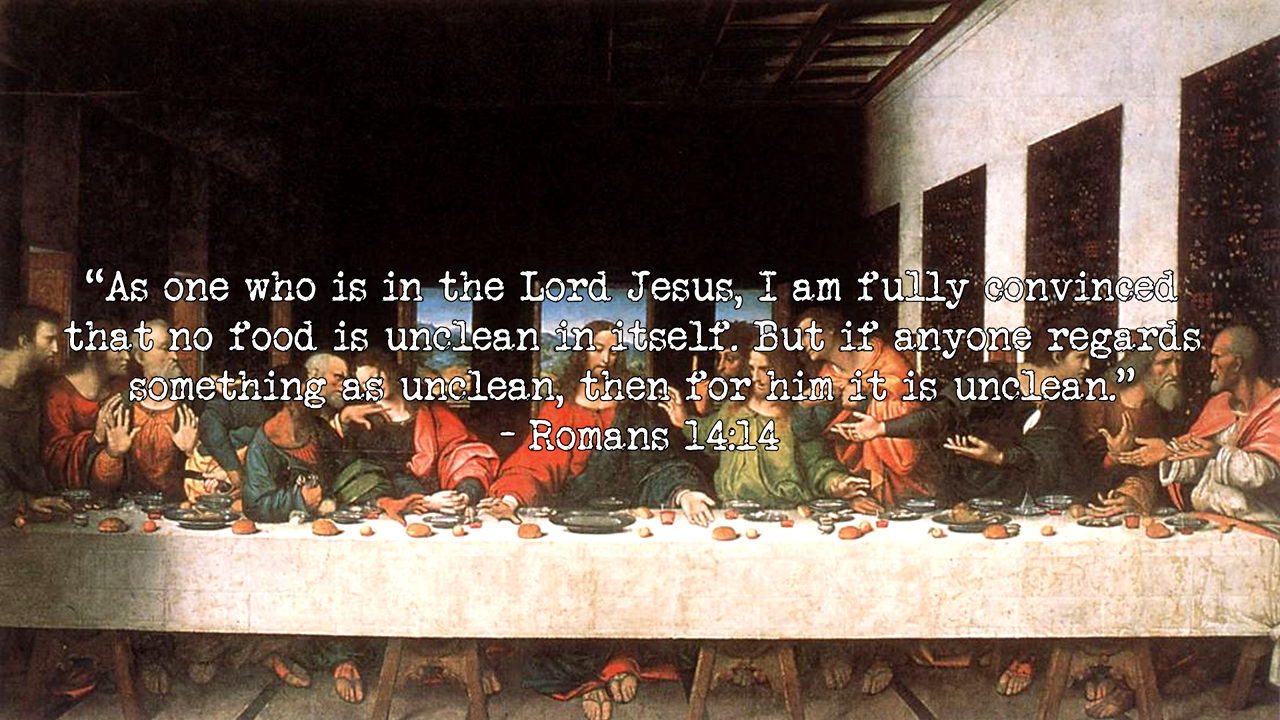 “As one who is in the Lord Jesus, I am fully convinced
that no food is unclean in itself. But if anyone regards
something as unclean, then for him it is unclean.”
- Romans 14:14